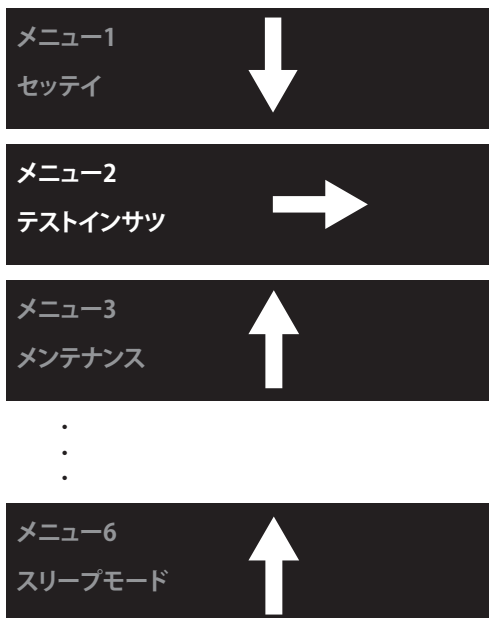 メニュー1
セッテイ
メニュー2
テストインサツ
メニュー3
メンテナンス
メニュー6
スリープモード